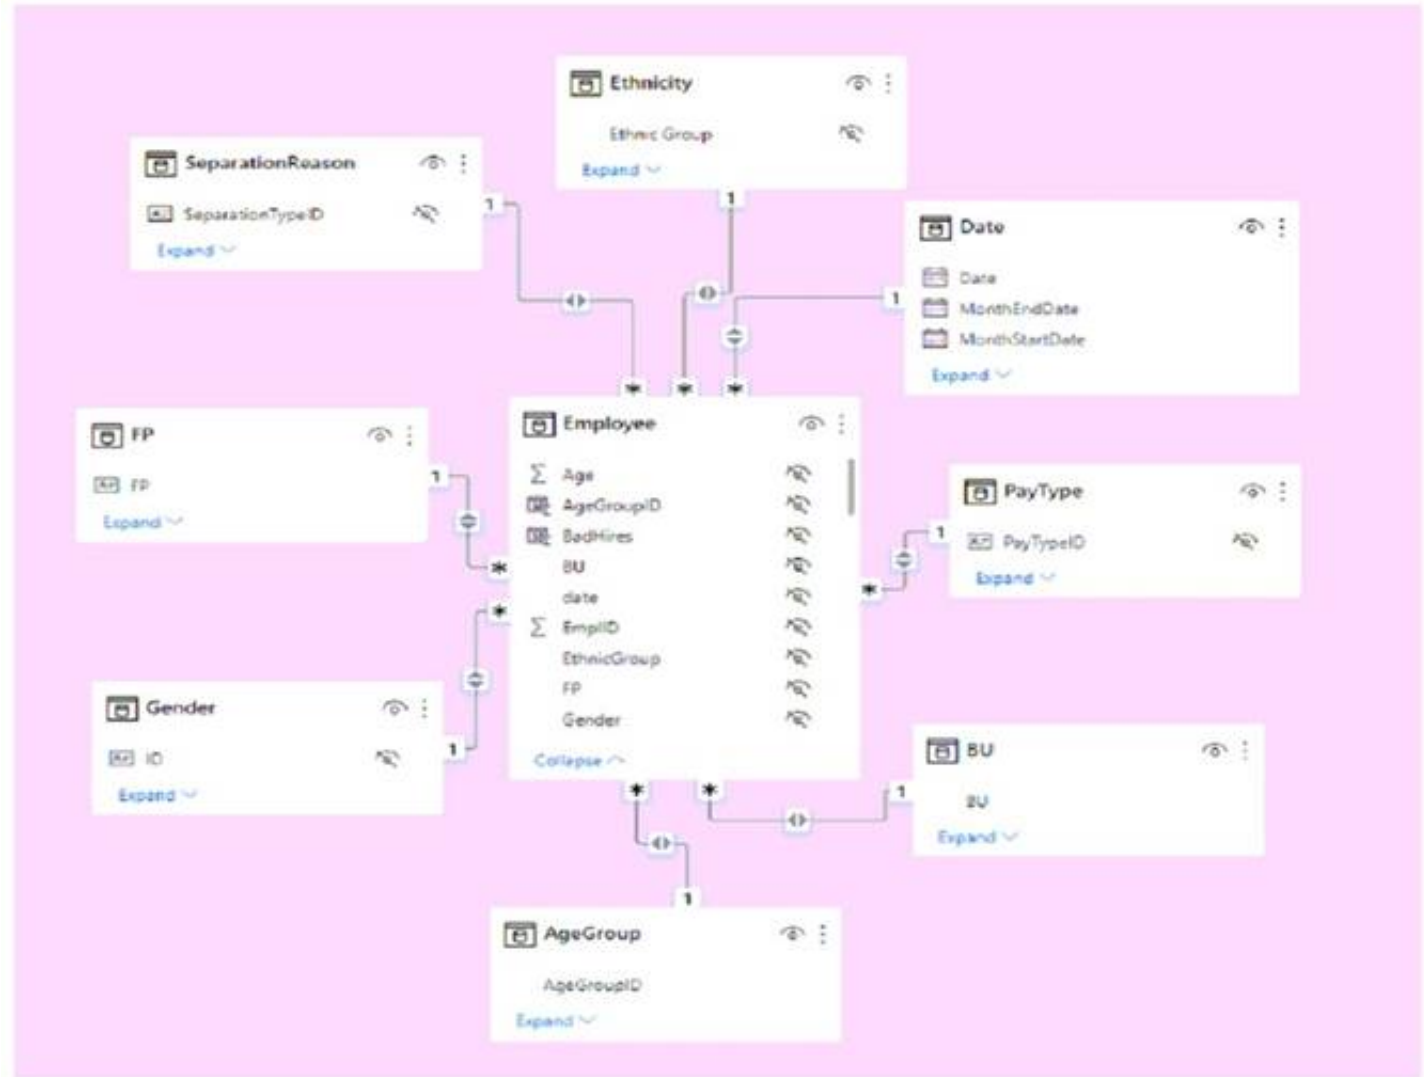 Ethnicity
Ethnic Group
Expand
SeparationReason
SeparationTypeID
Expand
1
1
Date
Date
MonthEndDate
MonthStartDate
Expand
1
*
*
*
FP
FP
Expand
1
*
Employee
Age
AgeGroupID
BadHires
BU
date
EmplID
EthnicGroup
FP
Gender
Collapse
PayType
PayTypeID
Expand
1
*
Gender
ID
Expand
1
*
BU
BU
Expand
1
*
*
1
AgeGroup
AgeGroupID
Expand